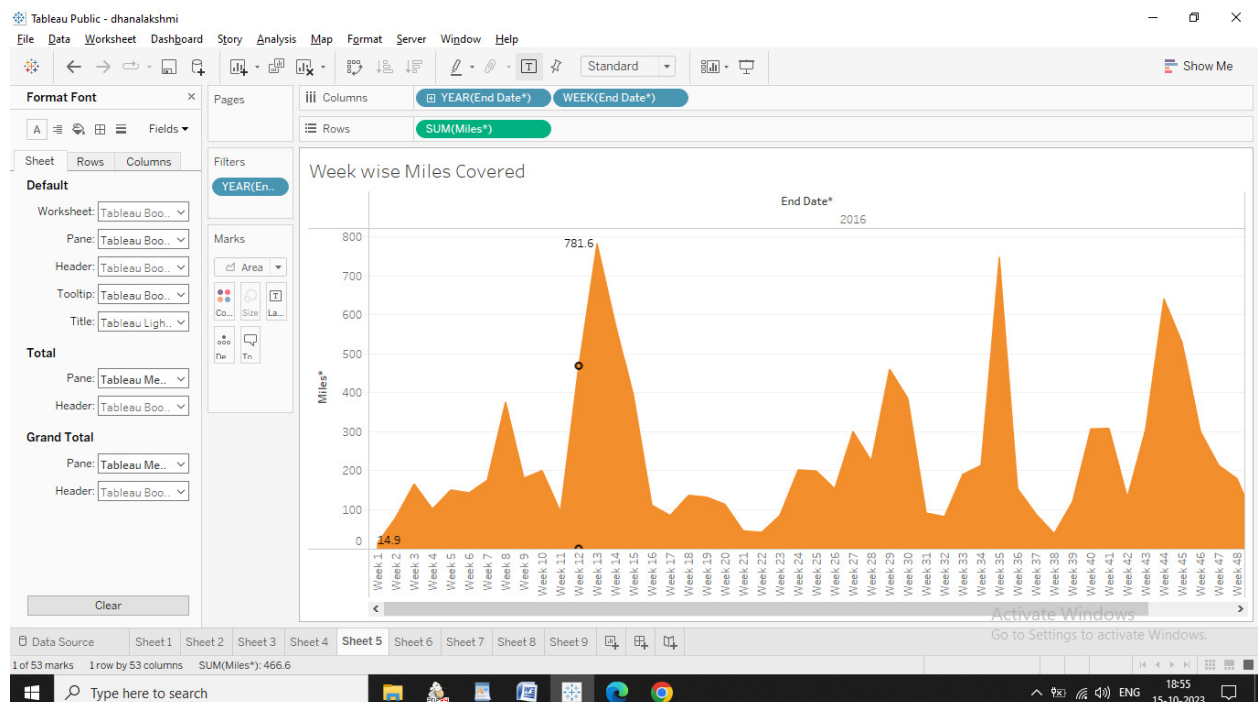 Tableau Public - dhanalakshmi
File Data Worksheet Dashboard Story Analysis Map Format Server Window Help
Standard
Show Me
Format Font
Fields
Sheet Rows Columns
Default
Worksheet: Tableau Boo..
Pane: Tableau Boo..
Header: Tableau Boo..
Tooltip: Tableau Boo..
Title: Tableau Ligh..
Total
Pane: Tableau Me..
Header: Tableau Boo..
Grand Total
Pane: Tableau Me..
Header: Tableau Boo..
Clear
Pages
Filters
YEAR(En..
Marks
Area
Co... Size La...
De... To...
Columns YEAR(End Date*) WEEK(End Date*)
Rows SUM(Miles*)
Week wise Miles Covered
End Date*
2016
Miles*
800
700
600
500
400
300
200
100
0
781.6
14.9
Week 1
Week 2
Week 3
Week 4
Week 5
Week 6
Week 7
Week 8
Week 9
Week 10
Week 11
Week 12
Week 13
Week 14
Week 15
Week 16
Week 17
Week 18
Week 19
Week 20
Week 21
Week 22
Week 23
Week 24
Week 25
Week 26
Week 27
Week 28
Week 29
Week 30
Week 31
Week 32
Week 33
Week 34
Week 35
Week 36
Week 37
Week 38
Week 39
Week 40
Week 41
Week 42
Week 43
Week 44
Week 45
Week 46
Week 47
Week 48
Activate Windows
Go to Settings to activate Windows.
Data Source Sheet 1 Sheet 2 Sheet 3 Sheet 4 Sheet 5 Sheet 6 Sheet 7 Sheet 8 Sheet 9
1 of 53 marks 1 row by 53 columns SUM(Miles*): 466.6
Type here to search
ENG
18:55
15-10-2023